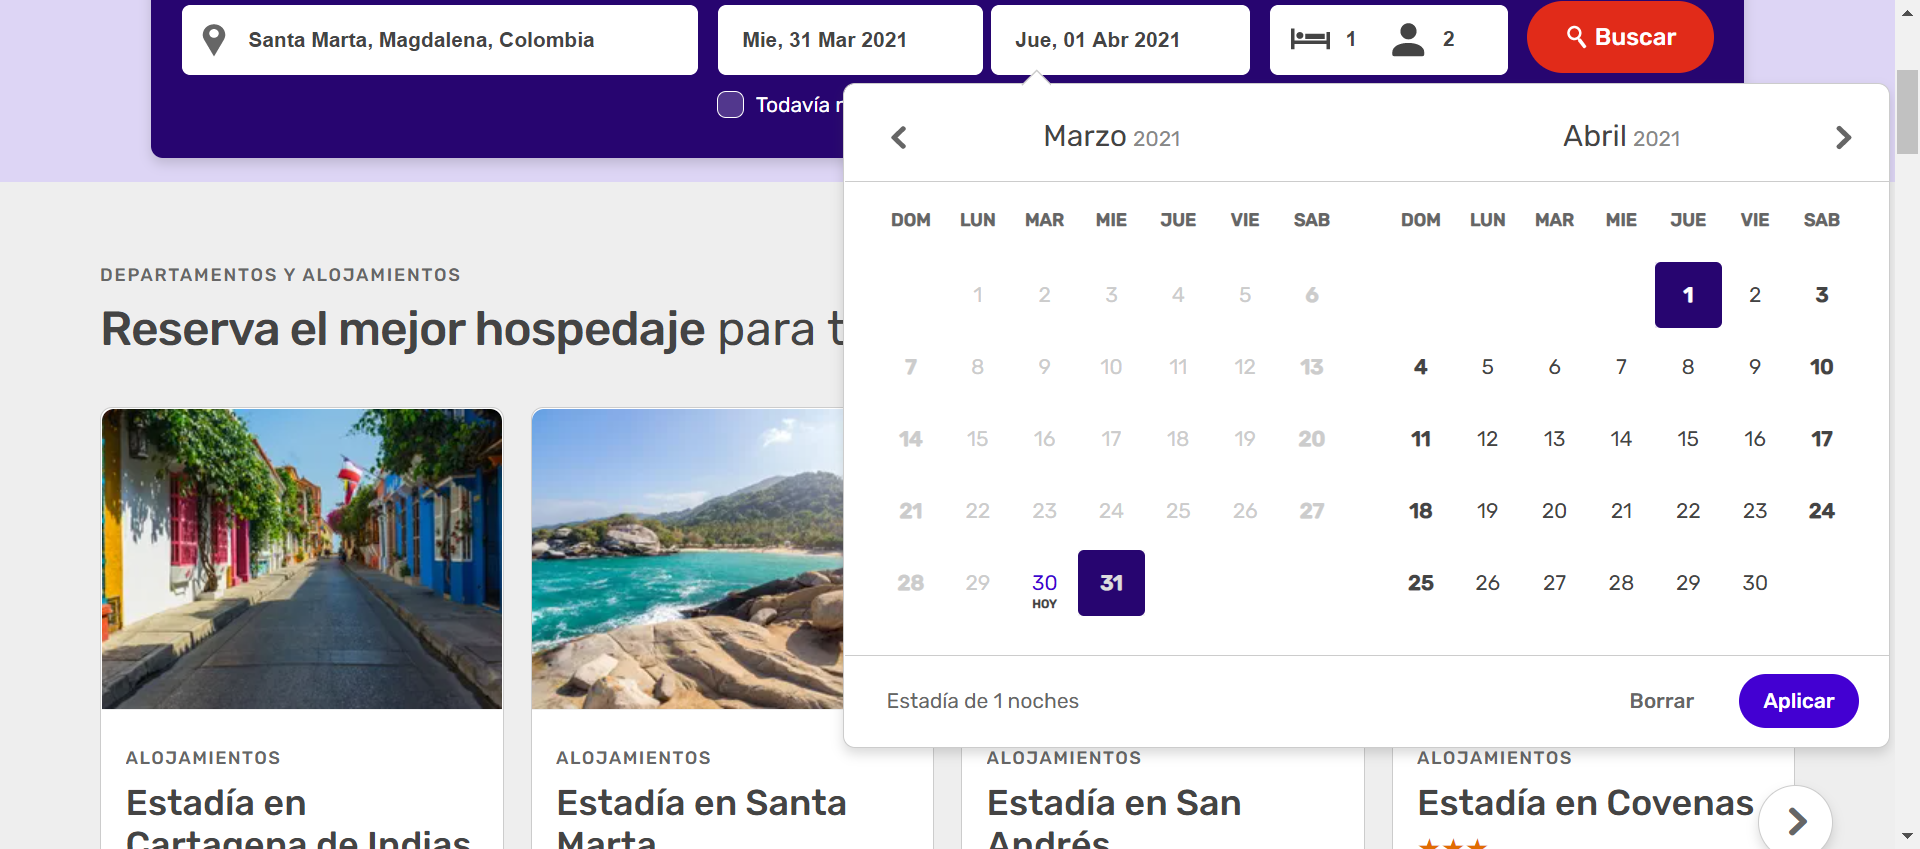 Santa Marta, Magdalena, Colombia
Mie, 31 Mar 2021
Jue, 01 Abr 2021
1
2
Buscar
Todavía
Marzo 2021
Abril 2021
DOM LUN MAR MIE JUE VIE SAB
1 2 3 4 5 6
7 8 9 10 11 12 13
14 15 16 17 18 19 20
21 22 23 24 25 26 27
28 29 30 31
HOY
DOM LUN MAR MIE JUE VIE SAB
1 2 3
4 5 6 7 8 9 10
11 12 13 14 15 16 17
18 19 20 21 22 23 24
25 26 27 28 29 30
Estadía de 1 noches
Borrar
Aplicar
DEPARTAMENTOS Y ALOJAMIENTOS
Reserva el mejor hospedaje para
ALOJAMIENTOS
Estadía en
Cartagena de Indias
ALOJAMIENTOS
Estadía en Santa
Marta
ALOJAMIENTOS
Estadía en San
Andrés
ALOJAMIENTOS
Estadía en Covenas